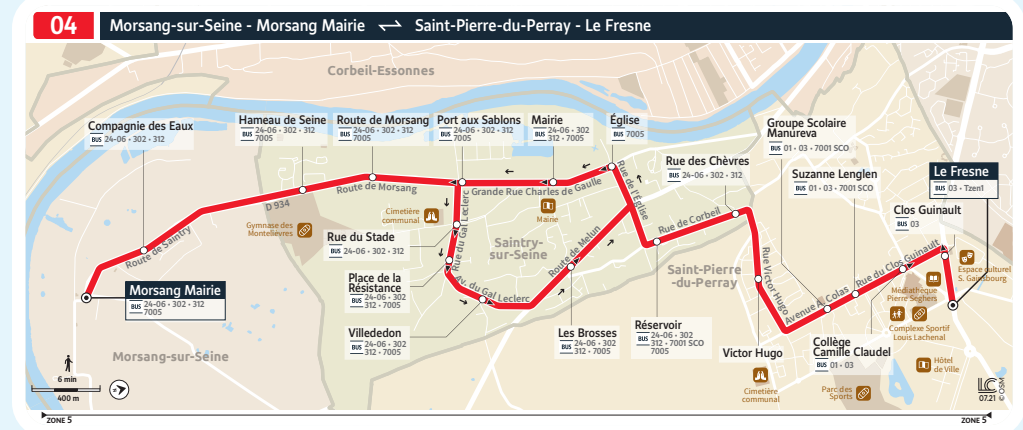 04 Morsang-sur-Seine - Morsang Mairie ⇌ Saint-Pierre-du-Perray - Le Fresne
Corbeil-Essonnes
Compagnie des Eaux
BUS 24-06 • 302 • 312
Hameau de Seine
BUS 24-06 • 302 • 312
7005
Route de Morsang
BUS 24-06 • 302 • 312
7005
Port aux Sablons
BUS 24-06 • 302 • 312
7005
Mairie
BUS 24-06 • 302
312 • 7005
Église
BUS 7005
Groupe Scolaire
Manureva
BUS 01 • 03 • 7001 SCO
Rue des Chèvres
BUS 24-06 • 302 • 312
Suzanne Lenglen
BUS 01 • 03 • 7001 SCO
Le Fresne
BUS 03 • Tzen1
Clos Guinault
BUS 03
Route de Morsang
Grande Rue Charles de Gaulle
Rue de l'Église
D 934
Route de Saintry
Gymnase des
Montelièvres
Cimetière
communal
Mairie
Rue du Gal Leclerc
Rue du Stade
BUS 24-06 • 302 • 312
Saintry-
sur-Seine
Route de Melun
Rue de Corbeil
Saint-Pierre
-du-Perray
Rue Victor Hugo
Avenue A. Colas
Rue du Clos Guinault
Espace culturel
S. Gainsbourg
Médiathèque
Pierre Seghers
Complexe Sportif
Louis Lachenal
Hôtel
de Ville
Place de la
Résistance
BUS 24-06 • 302
312 • 7005
Av. du Gal Leclerc
Morsang Mairie
BUS 24-06 • 302 • 312
7005
Villededon
BUS 24-06 • 302
312 • 7005
Les Brosses
BUS 24-06 • 302
312 • 7005
Réservoir
BUS 24-06 • 302
312 • 7001 SCO
7005
Victor Hugo
Cimetière
communal
Collège
Camille Claudel
BUS 01 • 03
Parc des
Sports
Morsang-sur-Seine
6 min
400 m
LC
07.21 © OSM
ZONE 5
ZONE 5